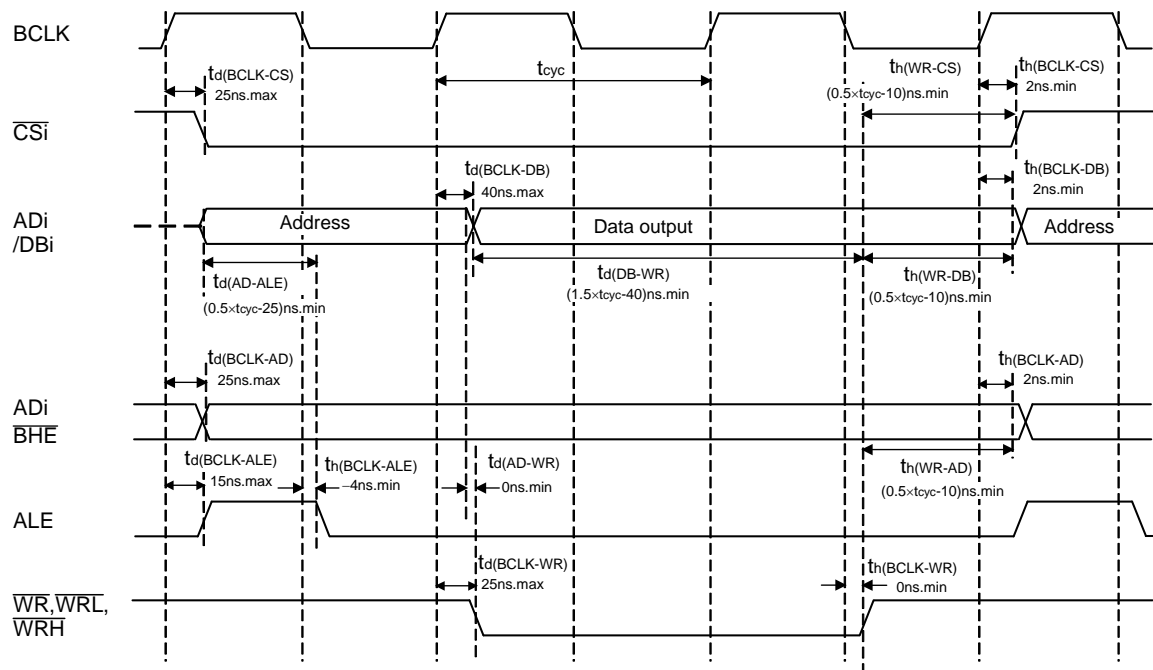 BCLK
td(BCLK-CS)
25ns.max
tcyc
th(WR-CS)
(0.5×tcyc-10)ns.min
th(BCLK-CS)
2ns.min
CSi
td(BCLK-DB)
40ns.max
th(BCLK-DB)
2ns.min
ADi
/DBi
Address
Data output
Address
td(AD-ALE)
(0.5×tcyc-25)ns.min
td(DB-WR)
(1.5×tcyc-40)ns.min
th(WR-DB)
(0.5×tcyc-10)ns.min
td(BCLK-AD)
25ns.max
th(BCLK-AD)
2ns.min
ADi
BHE
td(BCLK-ALE)
15ns.max
th(BCLK-ALE)
-4ns.min
td(AD-WR)
0ns.min
th(WR-AD)
(0.5×tcyc-10)ns.min
ALE
td(BCLK-WR)
25ns.max
th(BCLK-WR)
0ns.min
WR,WRL,
WRH